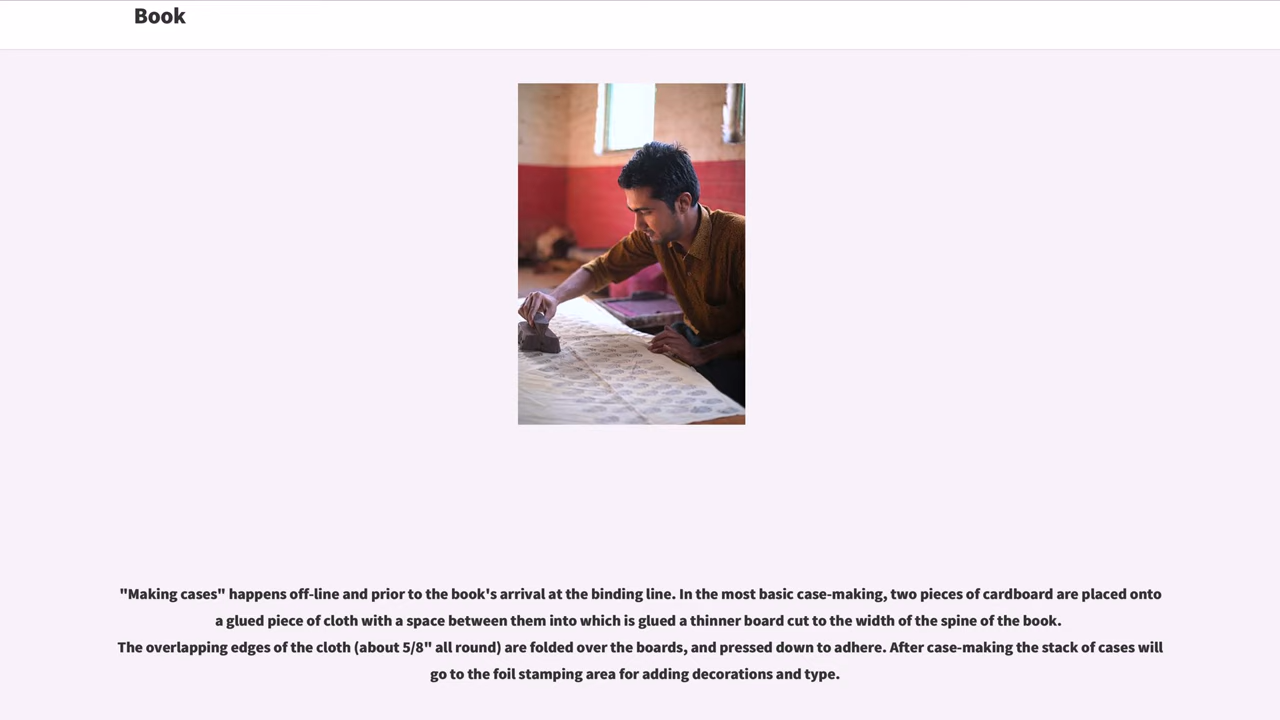 Book
"Making cases" happens off-line and prior to the book's arrival at the binding line. In the most basic case-making, two pieces of cardboard are placed onto
a glued piece of cloth with a space between them into which is glued a thinner board cut to the width of the spine of the book.
The overlapping edges of the cloth (about 5/8" all round) are folded over the boards, and pressed down to adhere. After case-making the stack of cases will
go to the foil stamping area for adding decorations and type.